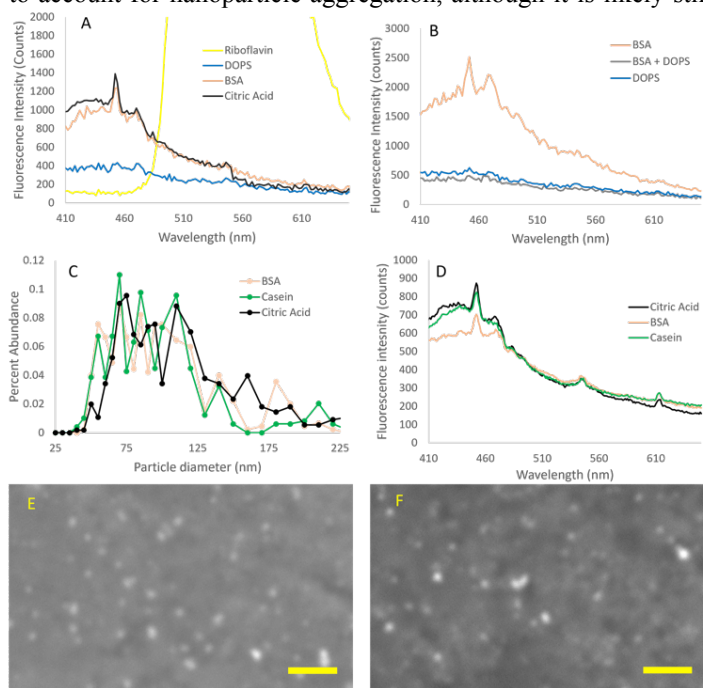 to account for nanoparticle aggregation, although it is likely still
A
Fluorescence Intensity (Counts)
1000
1800
1600
1400
1200
1000
800
600
400
200
0
410 460 510 560 610
Wavelength (nm)
Riboflavin
DOPS
BSA
Citric Acid
B
Fluorescence Intensity (counts)
3000
2500
2000
1500
1000
500
0
410 460 510 560 610
Wavelength (nm)
BSA
BSA + DOPS
DOPS
C
Percent Abundance
0.12
0.1
0.08
0.06
0.04
0.02
0
25 75 125 175 225
Particle diameter (nm)
BSA
Casein
Citric Acid
D
Fluorescence intesnity (counts)
1000
900
800
700
600
500
400
300
200
100
0
410 460 510 560 610
Wavelength (nm)
Citric Acid
BSA
Casein
E
F